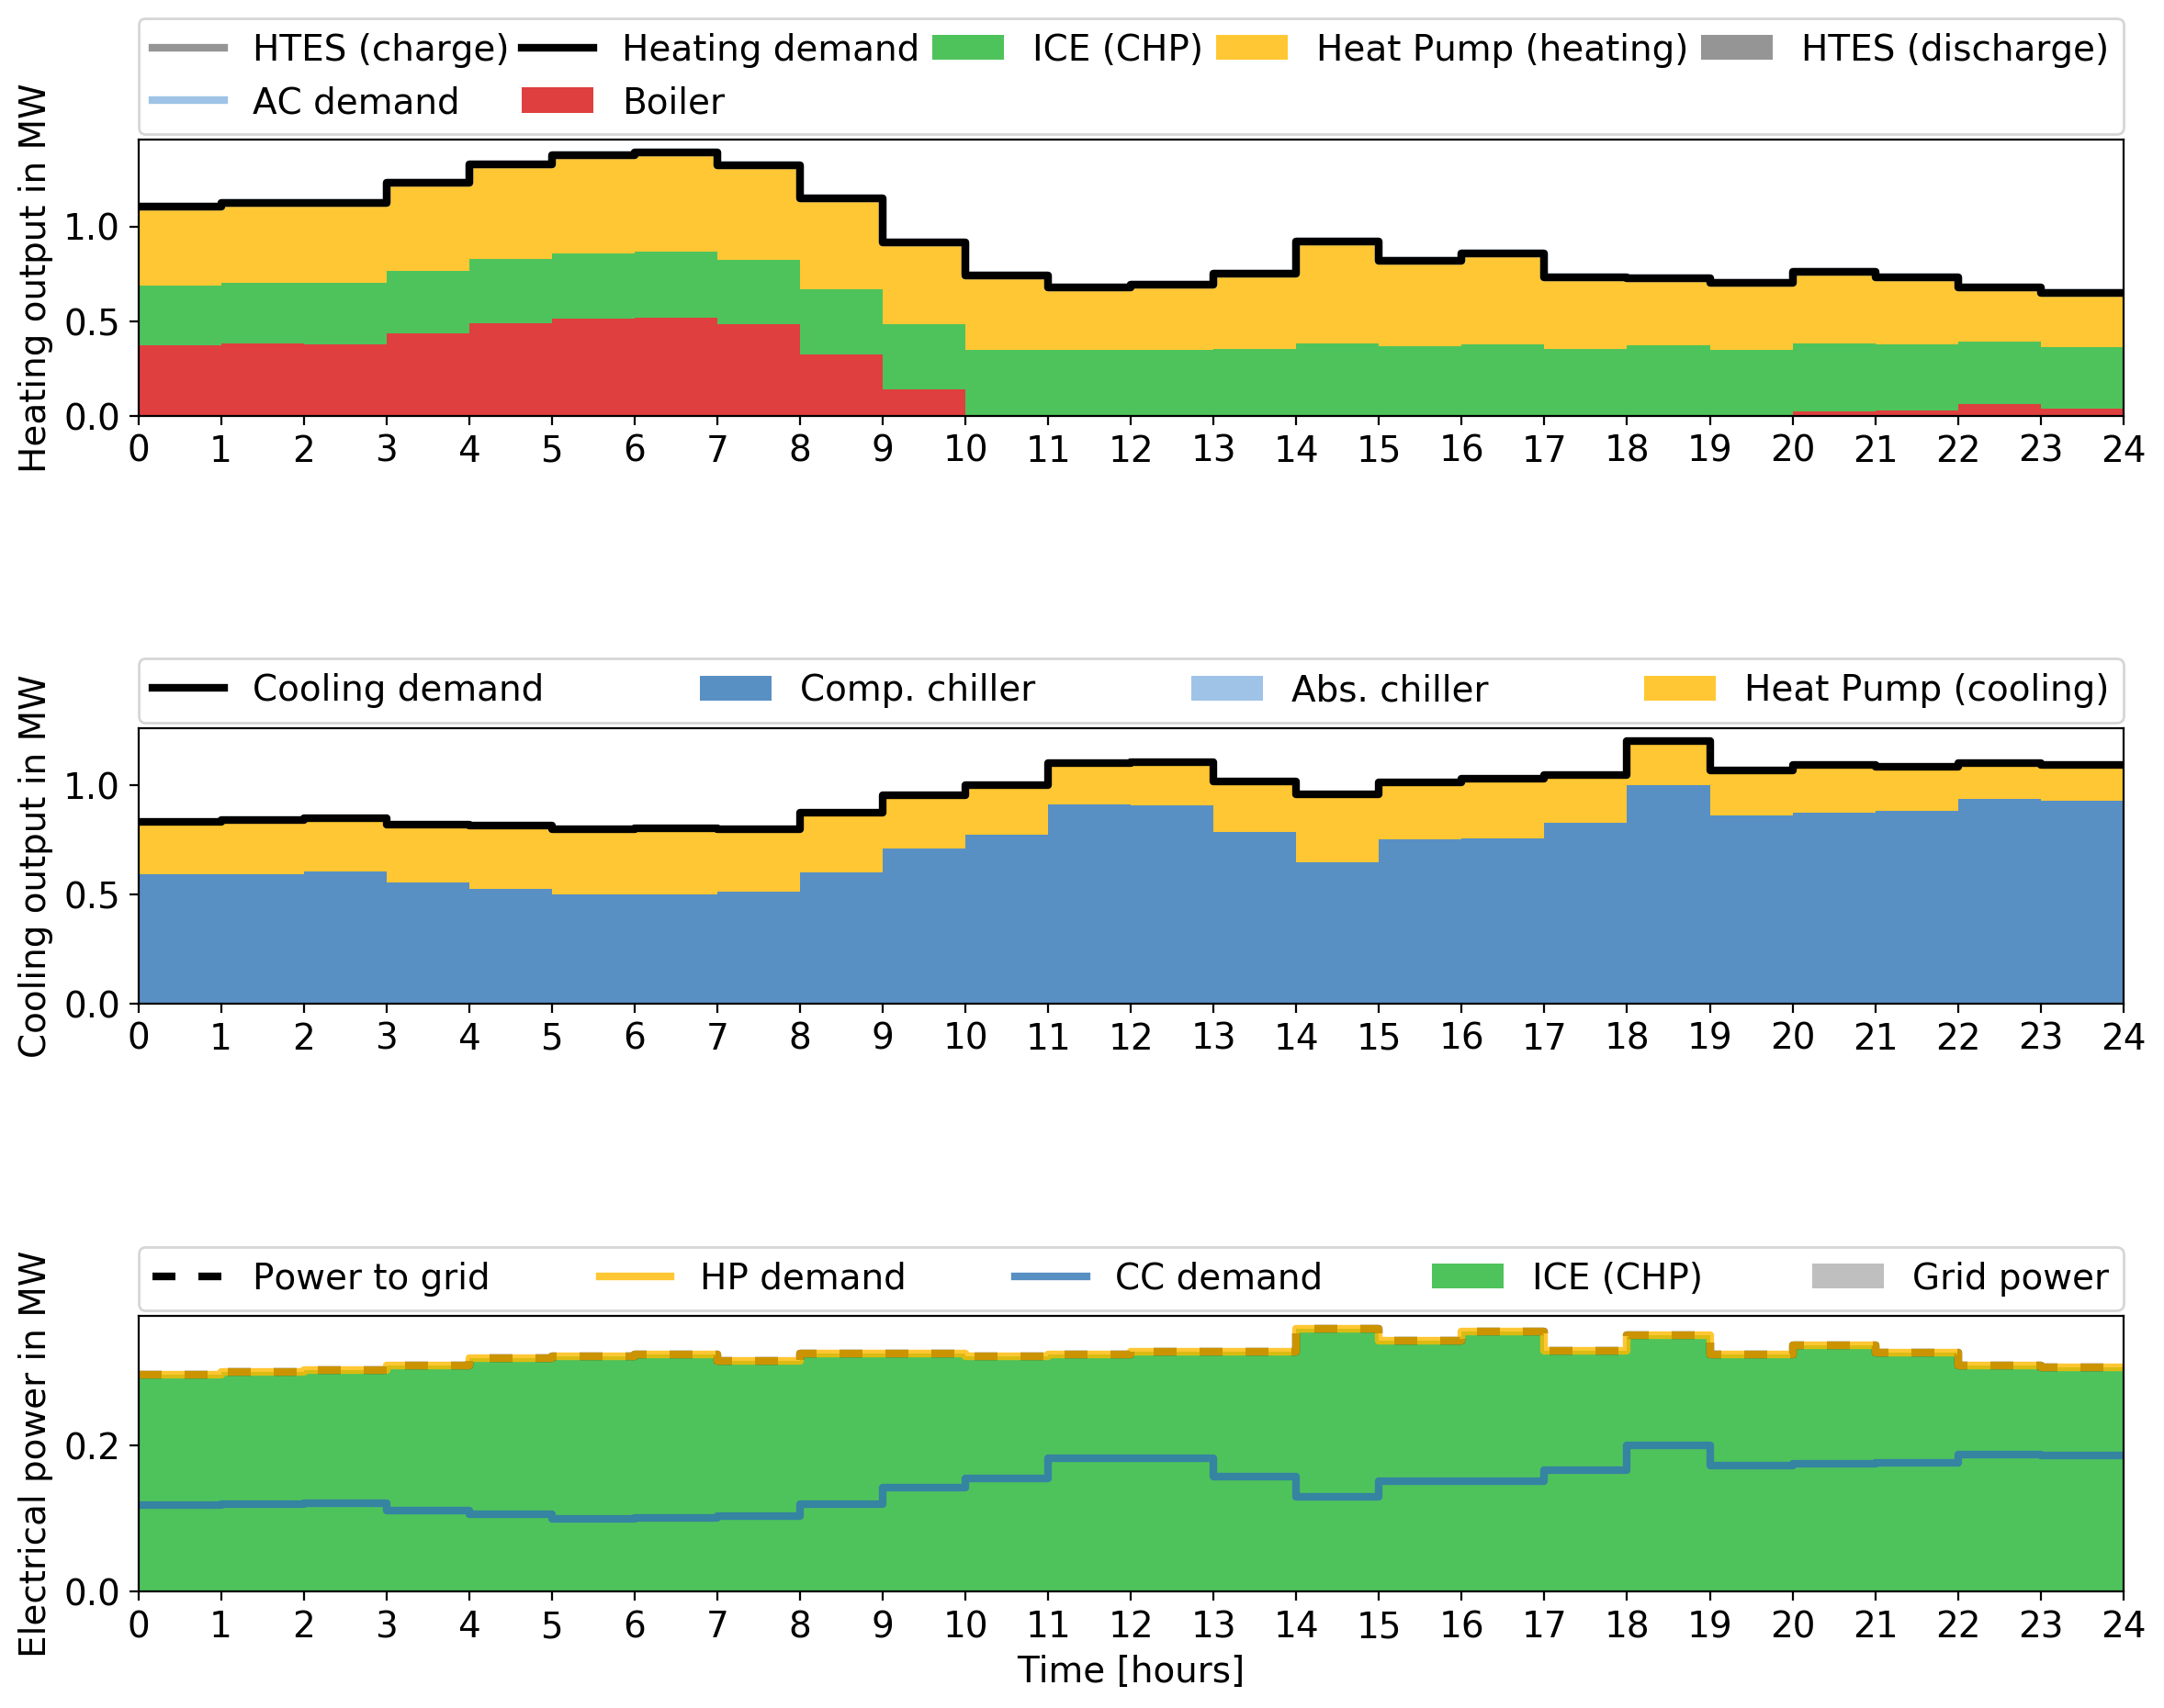 HTES (charge) Heating demand ICE (CHP) Heat Pump (heating) HTES (discharge)
AC demand Boiler
Heating output in MW
1.0
0.5
0.0
0 1 2 3 4 5 6 7 8 9 10 11 12 13 14 15 16 17 18 19 20 21 22 23 24
Cooling demand Comp. chiller Abs. chiller Heat Pump (cooling)
Cooling output in MW
1.0
0.5
0.0
0 1 2 3 4 5 6 7 8 9 10 11 12 13 14 15 16 17 18 19 20 21 22 23 24
Power to grid HP demand CC demand ICE (CHP) Grid power
Electrical power in MW
0.2
0.0
0 1 2 3 4 5 6 7 8 9 10 11 12 13 14 15 16 17 18 19 20 21 22 23 24
Time [hours]